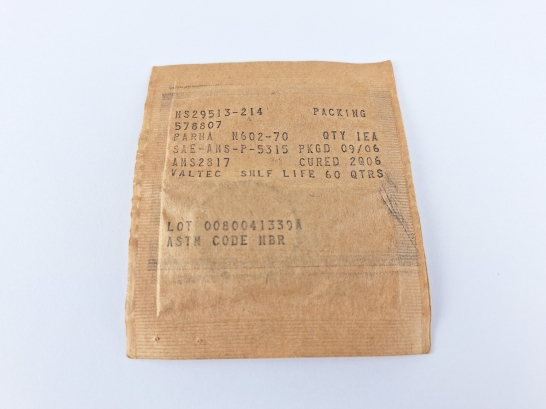 MS29513-214 PACKING
578807
PARHA N602-70 QTY 1EA
SAE-AMS-P-5315 PKGD 09/06
AMS2817 CURED 2Q06
VALTEC SHLF LIFE 60 QTRS
LOT 0080041339A
ASTM CODE NBR